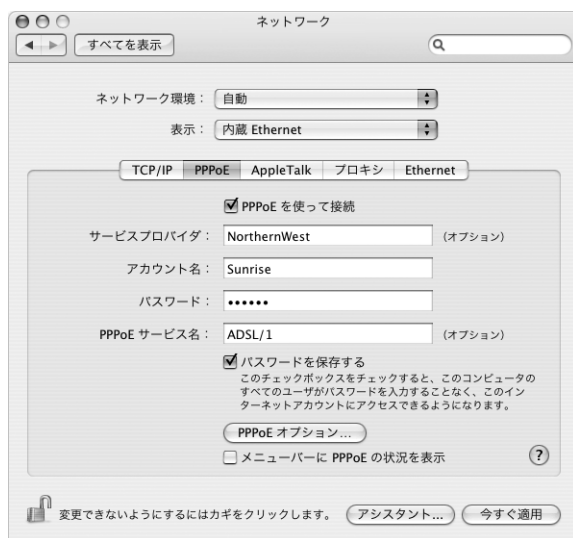 ネットワーク
すべてを表示
ネットワーク環境： 自動
表示： 内蔵 Ethernet
TCP/IP PPPoE AppleTalk プロキシ Ethernet
PPPoE を使って接続
サービスプロバイダ： NorthernWest （オプション）
アカウント名： Sunrise
パスワード： ••••••
PPPoE サービス名： ADSL/1 （オプション）
パスワードを保存する
このチェックボックスをチェックすると、このコンピュータの
すべてのユーザがパスワードを入力することなく、このイン
ターネットアカウントにアクセスできるようになります。
PPPoE オプション...
メニューバーに PPPoE の状況を表示 ?
変更できないようにするにはカギをクリックします。 アシスタント... 今すぐ適用